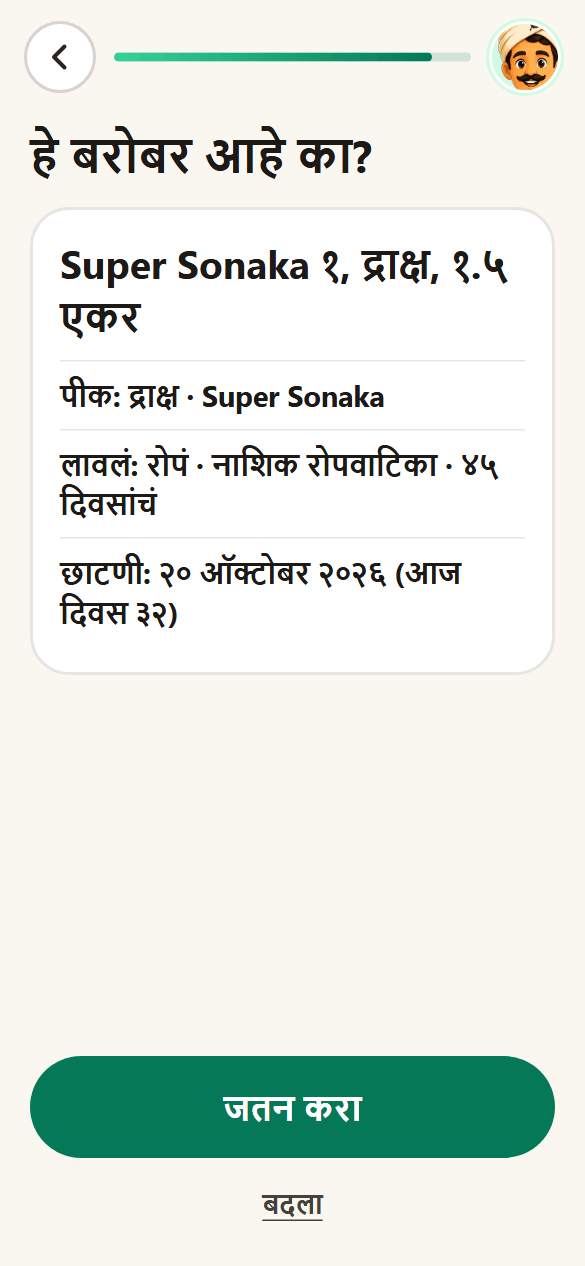 हे बरोबर आहे का?
Super Sonaka १, द्राक्ष, १.५
एकर
पीक: द्राक्ष · Super Sonaka
लावलं: रोपं · नाशिक रोपवाटिका · ४५
दिवसांचं
छाटणी: २० ऑक्टोबर २०२६ (आज
दिवस ३२)
जतन करा
बदला